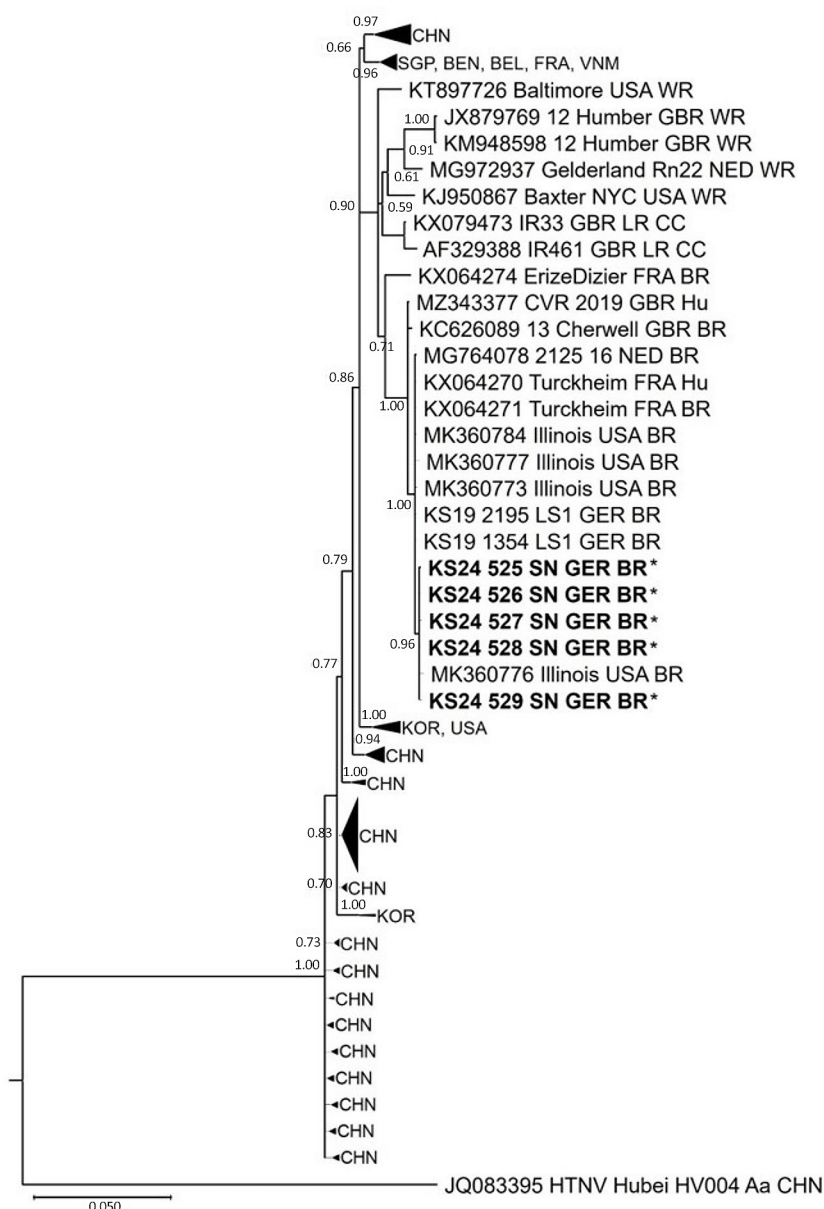 0.97
CHN
0.66
0.96
SGP, BEN, BEL, FRA, VNM
KT897726 Baltimore USA WR
JX879769 12 Humber GBR WR
1.00
KM948598 12 Humber GBR WR
0.91
MG972937 Gelderland Rn22 NED WR
0.61
KJ950867 Baxter NYC USA WR
0.90
0.59
KX079473 IR33 GBR LR CC
AF329388 IR461 GBR LR CC
KX064274 ErizeDizier FRA BR
MZ343377 CVR 2019 GBR Hu
KC626089 13 Cherwell GBR BR
0.71
MG764078 2125 16 NED BR
0.86
KX064270 Turckheim FRA Hu
1.00
KX064271 Turckheim FRA BR
MK360784 Illinois USA BR
MK360777 Illinois USA BR
MK360773 Illinois USA BR
1.00
KS19 2195 LS1 GER BR
KS19 1354 LS1 GER BR
0.79
KS24 525 SN GER BR*
KS24 526 SN GER BR*
KS24 527 SN GER BR*
KS24 528 SN GER BR*
0.96
0.77
MK360776 Illinois USA BR
KS24 529 SN GER BR*
1.00
KOR, USA
0.94
CHN
1.00
CHN
0.83
CHN
0.70
CHN
1.00
KOR
0.73
CHN
1.00
CHN
CHN
CHN
CHN
CHN
CHN
CHN
CHN
JQ083395 HTNV Hubei HV004 Aa CHN
0.050